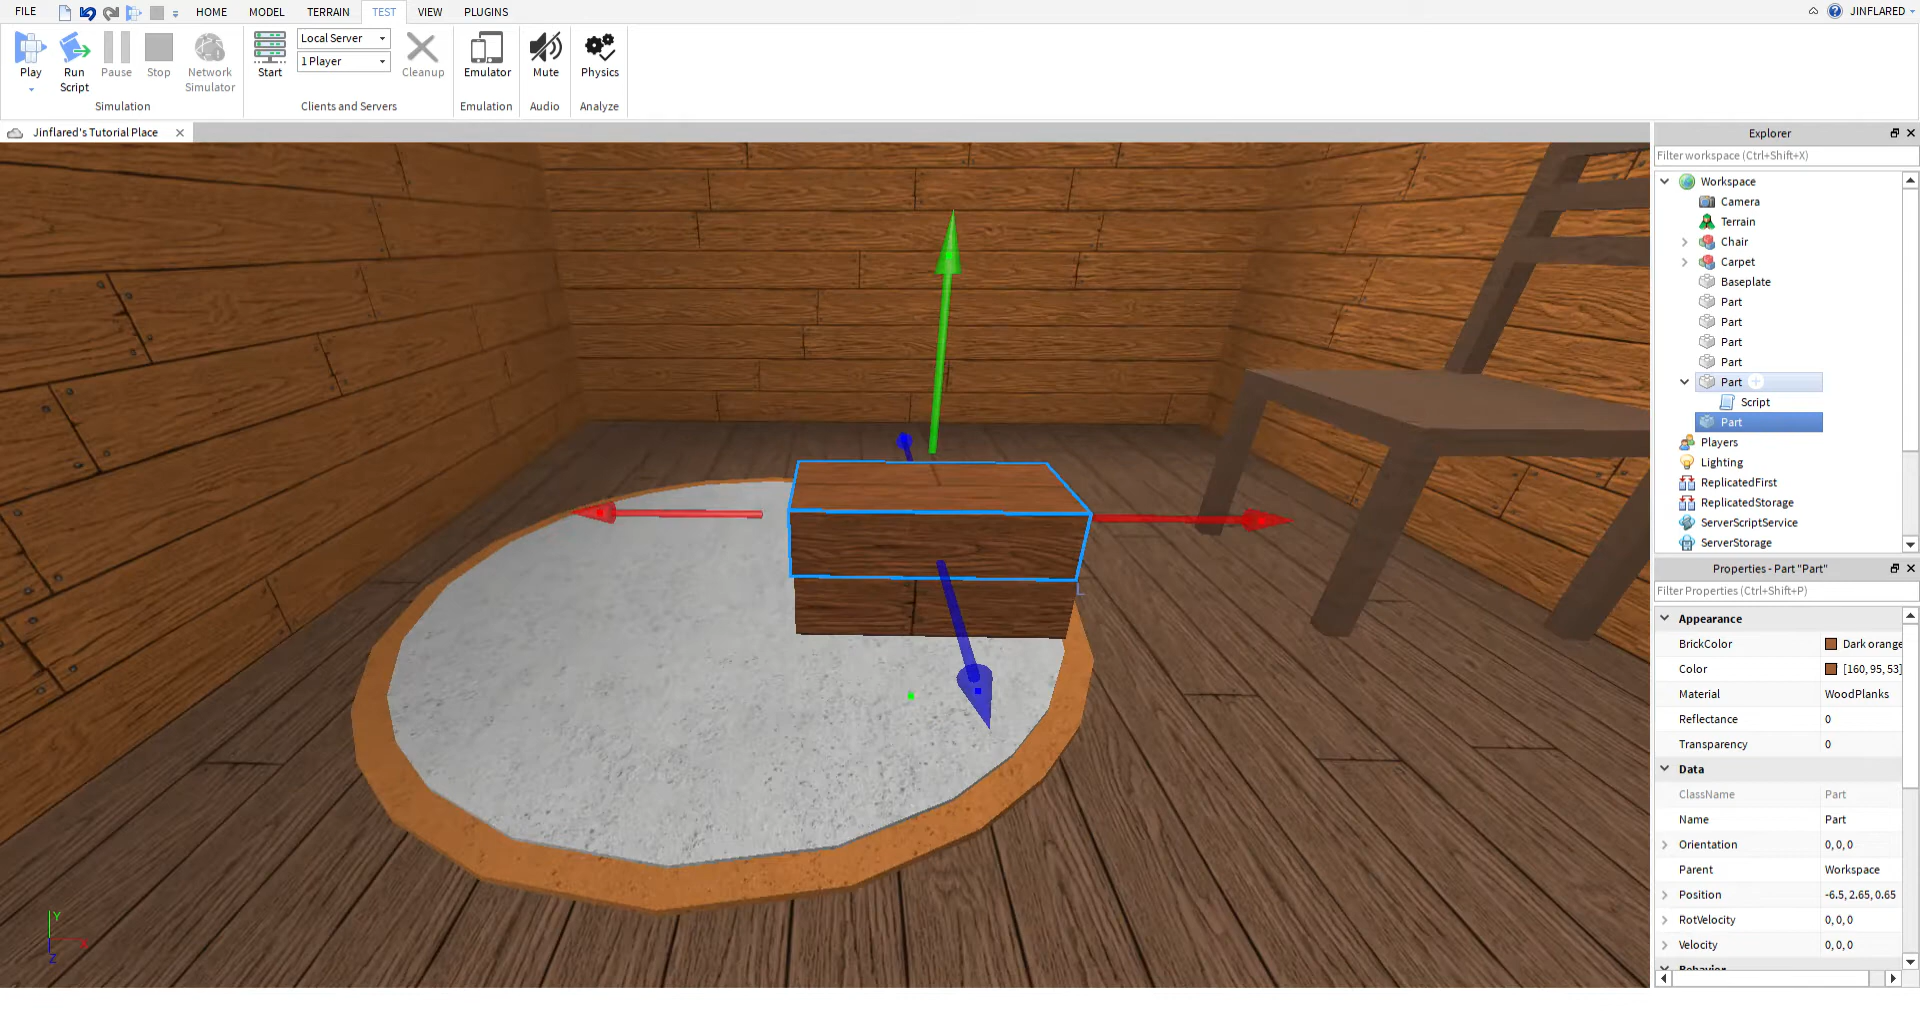 FILE HOME MODEL TERRAIN TEST VIEW PLUGINS JINFLARED
Play Run Script Pause Stop Network Simulator
Simulation
Start Local Server 1 Player Cleanup
Clients and Servers
Emulator
Emulation
Mute
Audio
Physics
Analyze
Jinflared's Tutorial Place
Explorer
Filter workspace (Ctrl+Shift+X)
Workspace
Camera
Terrain
Chair
Carpet
Baseplate
Part
Part
Part
Part
Part
Script
Part
Players
Lighting
ReplicatedFirst
ReplicatedStorage
ServerScriptService
ServerStorage
Properties - Part "Part"
Filter Properties (Ctrl+Shift+P)
Appearance
BrickColor Dark orange
Color [160, 95, 53]
Material WoodPlanks
Reflectance 0
Transparency 0
Data
ClassName Part
Name Part
Orientation 0, 0, 0
Parent Workspace
Position -6.5, 2.65, 0.65
RotVelocity 0, 0, 0
Velocity 0, 0, 0
Behavior
Y
Z